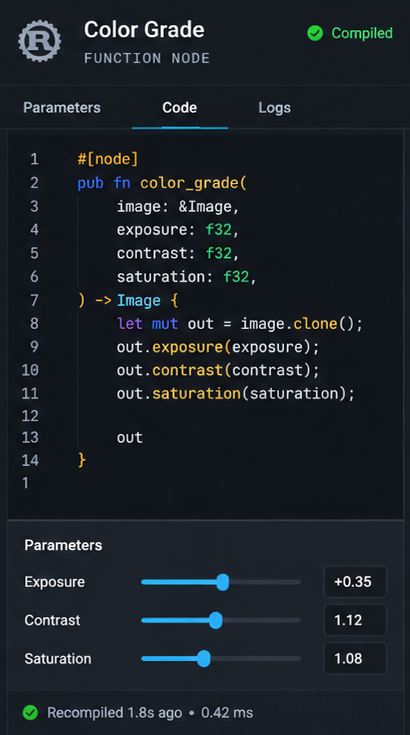 R
Color Grade
Compiled
FUNCTION NODE
Parameters Code Logs
1 #[node]
2 pub fn color_grade(
3 image: &Image,
4 exposure: f32,
5 contrast: f32,
6 saturation: f32,
7 ) -> Image {
8 let mut out = image.clone();
9 out.exposure(exposure);
10 out.contrast(contrast);
11 out.saturation(saturation);
12
13 out
14 }
1
Parameters
Exposure +0.35
Contrast 1.12
Saturation 1.08
Recompiled 1.8s ago • 0.42 ms